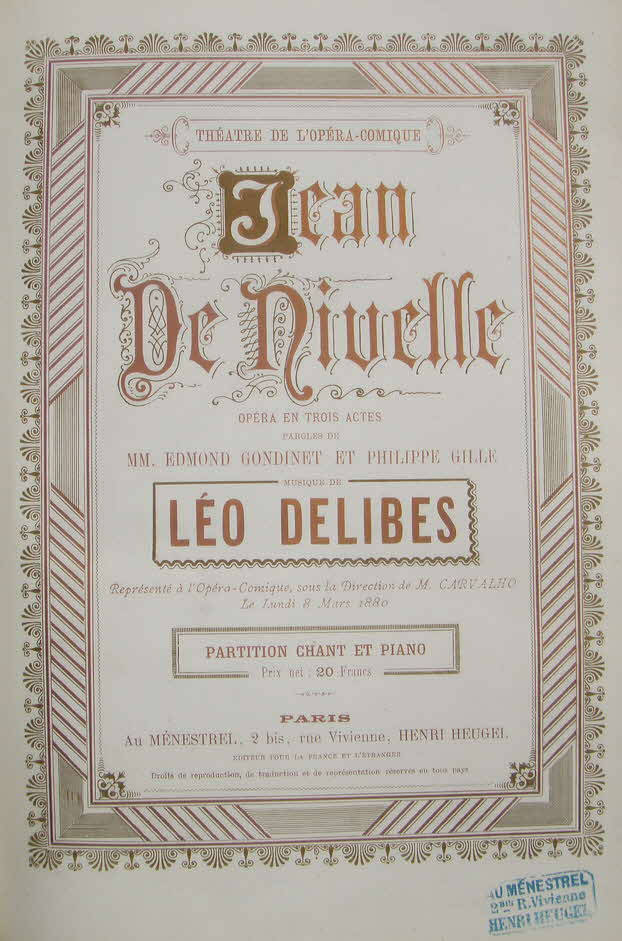 THÉATRE DE L'OPÉRA-COMIQUE
Jean
De Nivelle
OPÉRA EN TROIS ACTES
PAROLES DE
MM. EDMOND GONDINET ET PHILIPPE GILLE
MUSIQUE DE
LÉO DELIBES
Représenté à l'Opéra-Comique, sous la Direction de M. CARVALHO
Le Lundi 8 Mars 1880
PARTITION CHANT ET PIANO
Prix net : 20 Francs
PARIS
AU MÉNESTREL, 2 bis, rue Vivienne, HENRI HEUGEL
EDITEUR POUR LA FRANCE ET L'ÉTRANGER
Droits de reproduction, de traduction et de représentation réservés en tous pays
AU MÉNESTREL
2 BIS R. Vivienne
HENRI HEUGEL